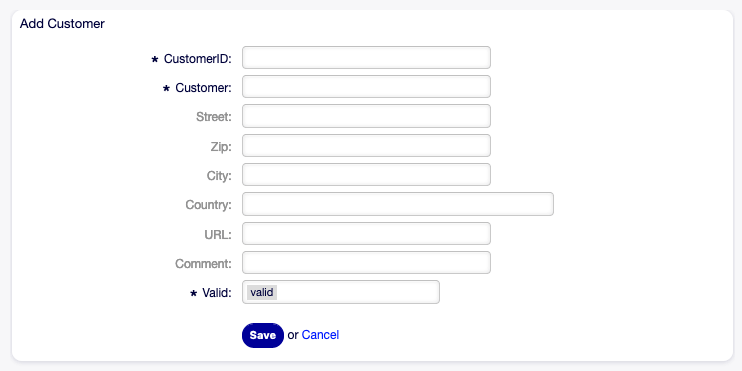 Add Customer
* CustomerID:
* Customer:
Street:
Zip:
City:
Country:
URL:
Comment:
* Valid: valid
Save or Cancel